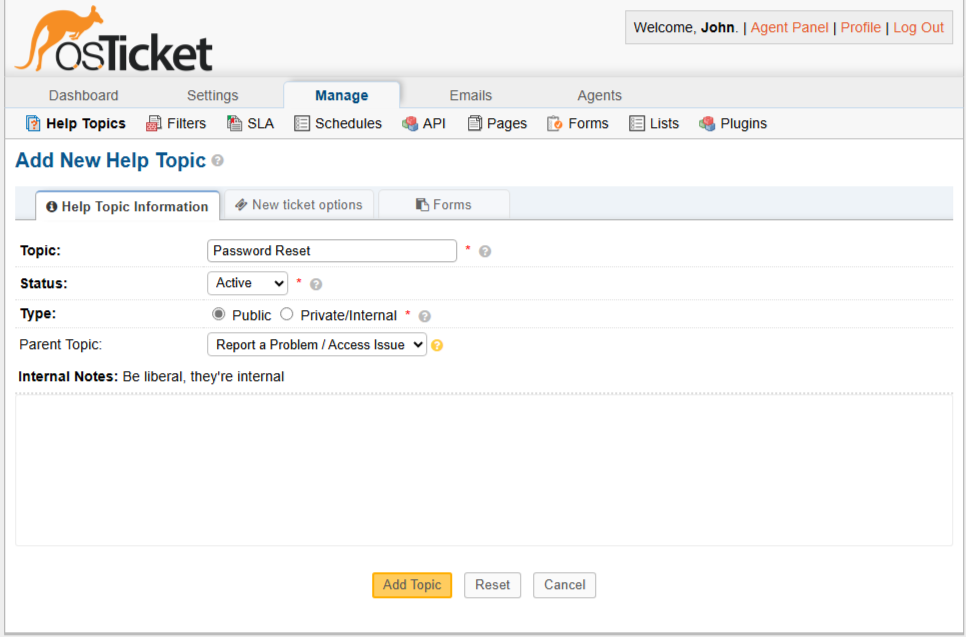 osTicket
Welcome, John. | Agent Panel | Profile | Log Out
Dashboard Settings Manage Emails Agents
Help Topics Filters SLA Schedules API Pages Forms Lists Plugins
Add New Help Topic
Help Topic Information New ticket options Forms
Topic: Password Reset *
Status: Active *
Type: Public Private/Internal *
Parent Topic: Report a Problem / Access Issue
Internal Notes: Be liberal, they're internal
Add Topic Reset Cancel